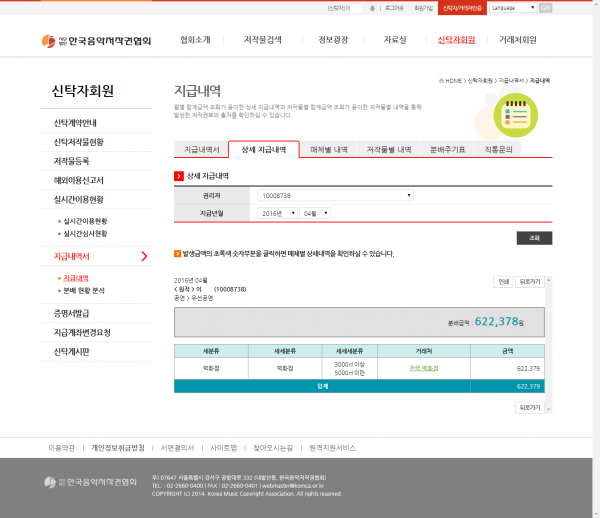 [신탁자]이
홈 | 로그아웃 회원가입 신탁자/거래처인증 Language GO
사단법인 한국음악저작권협회
협회소개 저작물검색 정보광장 자료실 신탁자회원 거래처회원
신탁자회원
신탁계약안내
신탁저작물현황
저작물등록
해외이용신고서
실시간이용현황
실시간이용현황
실시간심사현황
지급내역서
지급내역
분배 현황 분석
증명서발급
지급계좌변경요청
신탁게시판
HOME > 신탁자회원 > 지급내역서 > 지급내역
지급내역
월별 합계금액 조회가 용이한 상세 지급내역과 저작물별 합계금액 조회가 용이한 저작물별 내역을 통해
발생한 저작권료의 출처를 확인하실 수 있습니다.
지급내역서 상세 지급내역 매체별 내역 저작물별 내역 분배주기표 직통문의
상세 지급내역
권리자 10008738-
지급년월 2016년 04월
조회
발생금액의 초록색 숫자부분을 클릭하면 매체별 상세내역을 확인하실 수 있습니다.
2016년 04월
< 원작 > 이 (10008738)
공연 > 유선공연
인쇄 뒤로가기
분배금액 : 622,378원
세분류 세세분류 세세세분류 거래처 금액
백화점 백화점 3000㎡이상 5000㎡미만 백화점 622,379
합계 622,379
뒤로가기
이용약관 | 개인정보취급방침 | 서면결의서 | 사이트맵 | 찾아오시는길 | 원격지원서비스
사단법인 한국음악저작권협회
우) 07647 서울특별시 강서구 공항대로 332 (내발산동, 한국음악저작권협회)
TEL. : 02-2660-0400 | FAX : 02-2660-0401 | webmaster@komca.or.kr
COPYRIGHT (c) 2014. Korea Music Copyright Association. All rights reserved.